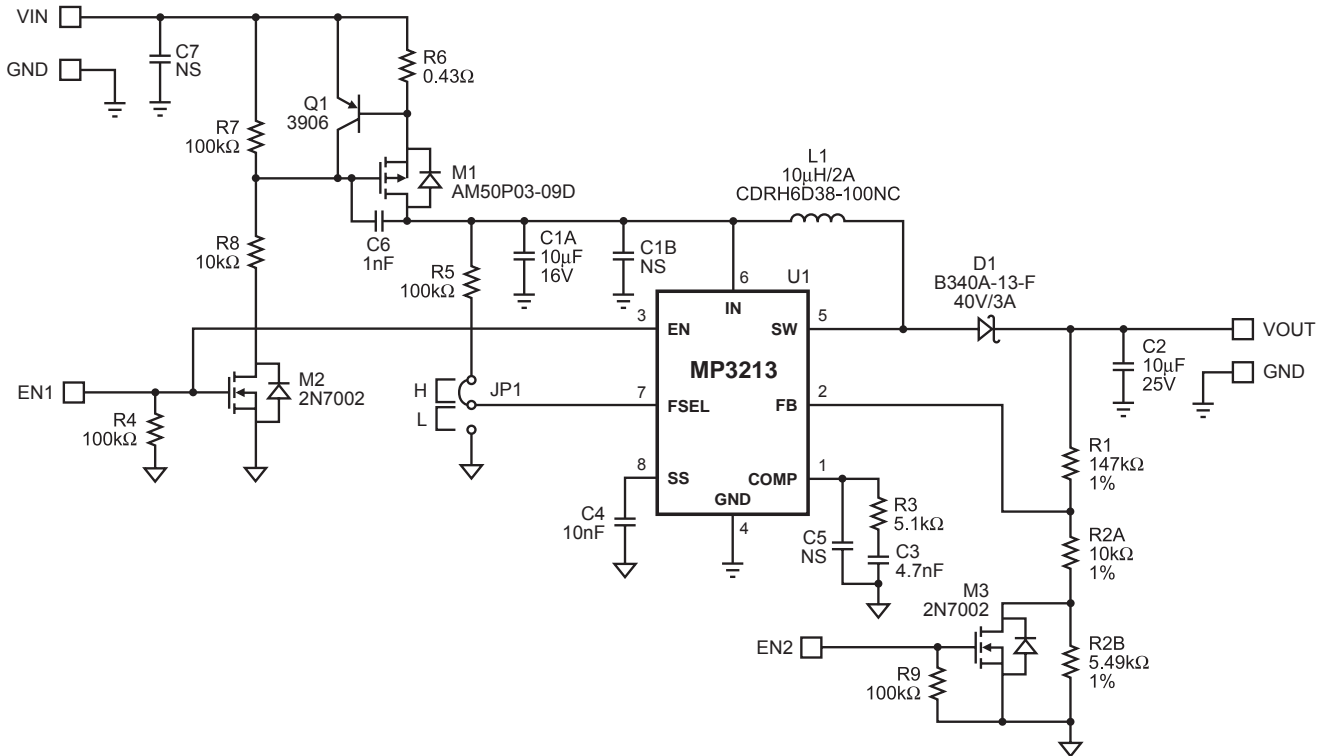 VIN
C7
NS
GND
R6
0.43Ω
Q1
3906
R7
100kΩ
M1
AM50P03-09D
L1
10μH/2A
CDRH6D38-100NC
C6
1nF
R8
10kΩ
R5
100kΩ
C1A
10μF
16V
C1B
NS
6
U1
D1
B340A-13-F
40V/3A
IN
3
EN
SW
5
VOUT
MP3213
C2
10μF
25V
GND
EN1
M2
2N7002
R4
100kΩ
H
JP1
L
7
FSEL
FB
2
R1
147kΩ
1%
8
SS
COMP
1
GND
4
C4
10nF
C5
NS
R3
5.1kΩ
C3
4.7nF
R2A
10kΩ
1%
M3
2N7002
EN2
R9
100kΩ
R2B
5.49kΩ
1%